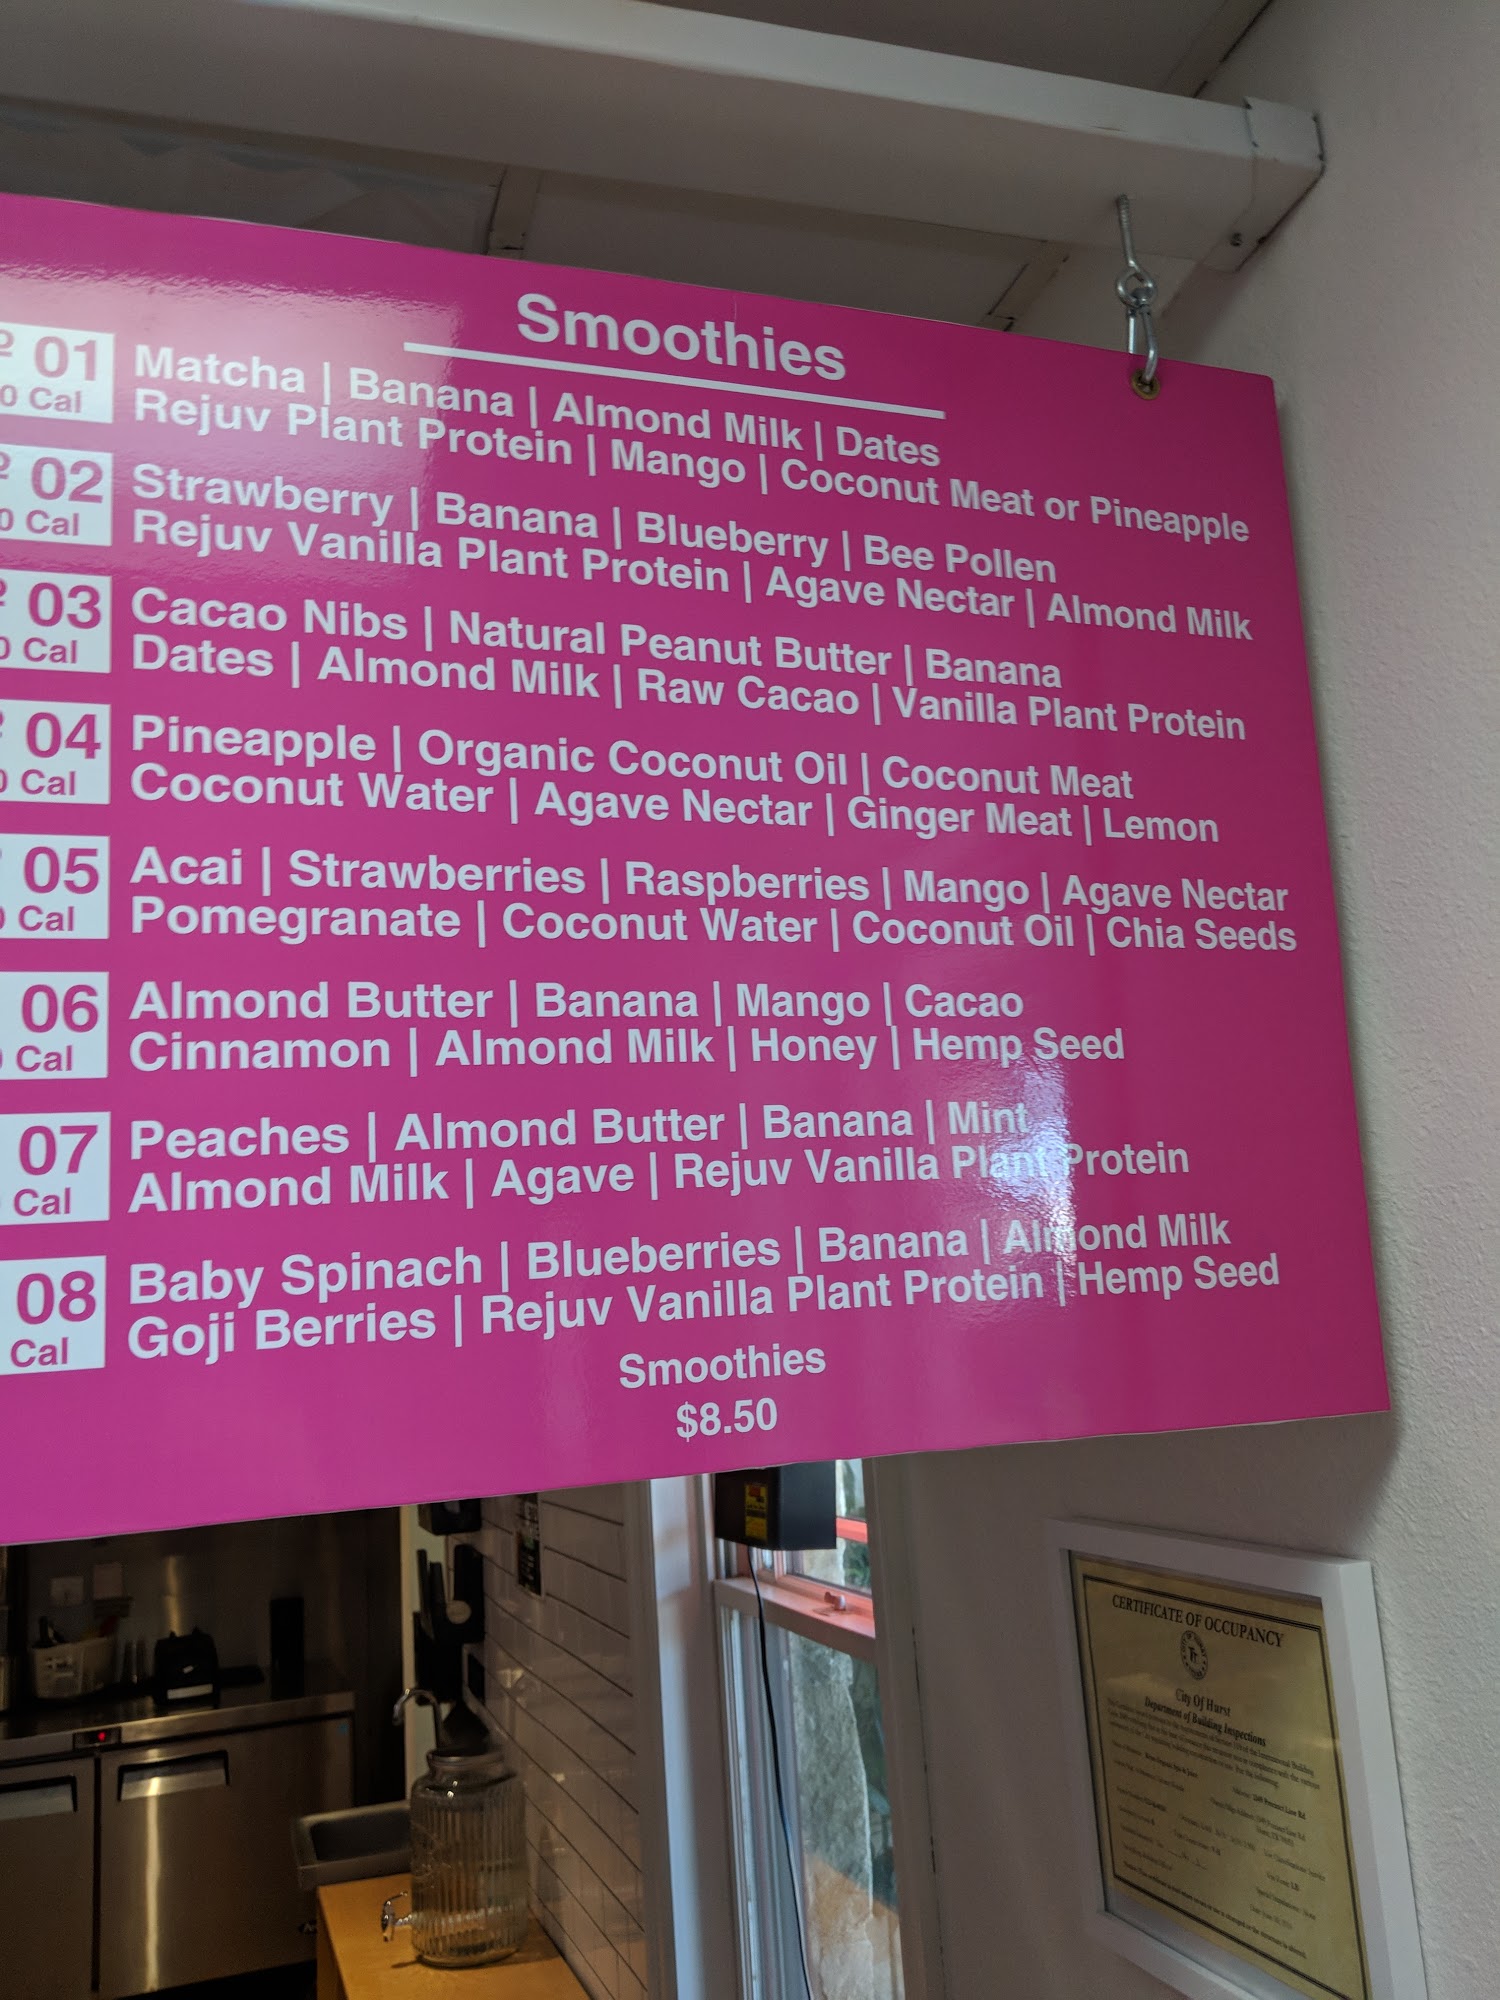 Smoothies
º 01
0 Cal
Matcha | Banana | Almond Milk | Dates
Rejuv Plant Protein | Mango | Coconut Meat or Pineapple
º 02
0 Cal
Strawberry | Banana | Blueberry | Bee Pollen
Rejuv Vanilla Plant Protein | Agave Nectar | Almond Milk
º 03
0 Cal
Cacao Nibs | Natural Peanut Butter | Banana
Dates | Almond Milk | Raw Cacao | Vanilla Plant Protein
º 04
0 Cal
Pineapple | Organic Coconut Oil | Coconut Meat
Coconut Water | Agave Nectar | Ginger Meat | Lemon
05
0 Cal
Acai | Strawberries | Raspberries | Mango | Agave Nectar
Pomegranate | Coconut Water | Coconut Oil | Chia Seeds
06
Cal
Almond Butter | Banana | Mango | Cacao
Cinnamon | Almond Milk | Honey | Hemp Seed
07
Cal
Peaches | Almond Butter | Banana | Mint
Almond Milk | Agave | Rejuv Vanilla Plant Protein
08
Cal
Baby Spinach | Blueberries | Banana | Almond Milk
Goji Berries | Rejuv Vanilla Plant Protein | Hemp Seed
Smoothies
$8.50
CERTIFICATE OF OCCUPANCY
City Of Hurst
Department of Building Inspections